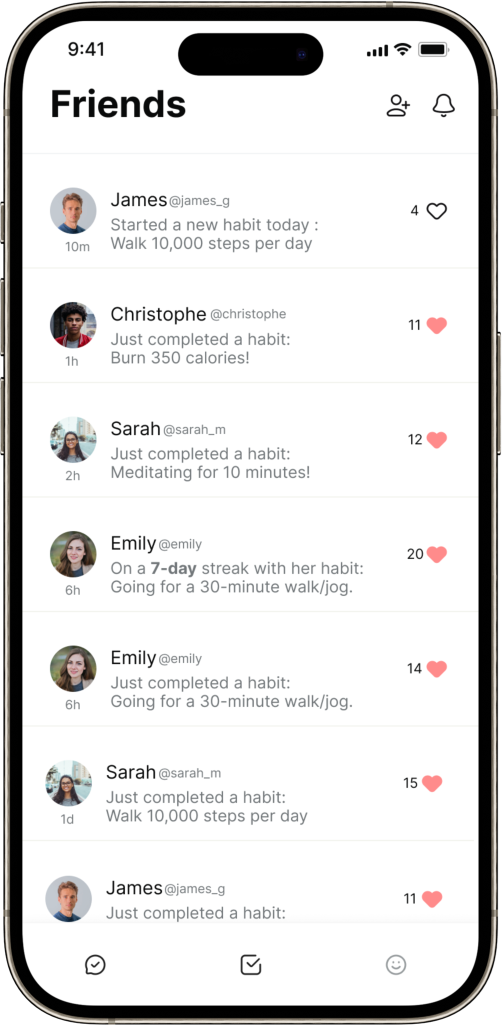 9:41
Friends
James @james_g
Started a new habit today :
Walk 10,000 steps per day
4
10m
Christophe @christophe
Just completed a habit:
Burn 350 calories!
11
1h
Sarah @sarah_m
Just completed a habit:
Meditating for 10 minutes!
12
2h
Emily @emily
On a 7-day streak with her habit:
Going for a 30-minute walk/jog.
20
6h
Emily @emily
Just completed a habit:
Going for a 30-minute walk/jog.
14
6h
Sarah @sarah_m
Just completed a habit:
Walk 10,000 steps per day
15
1d
James @james_g
Just completed a habit:
11